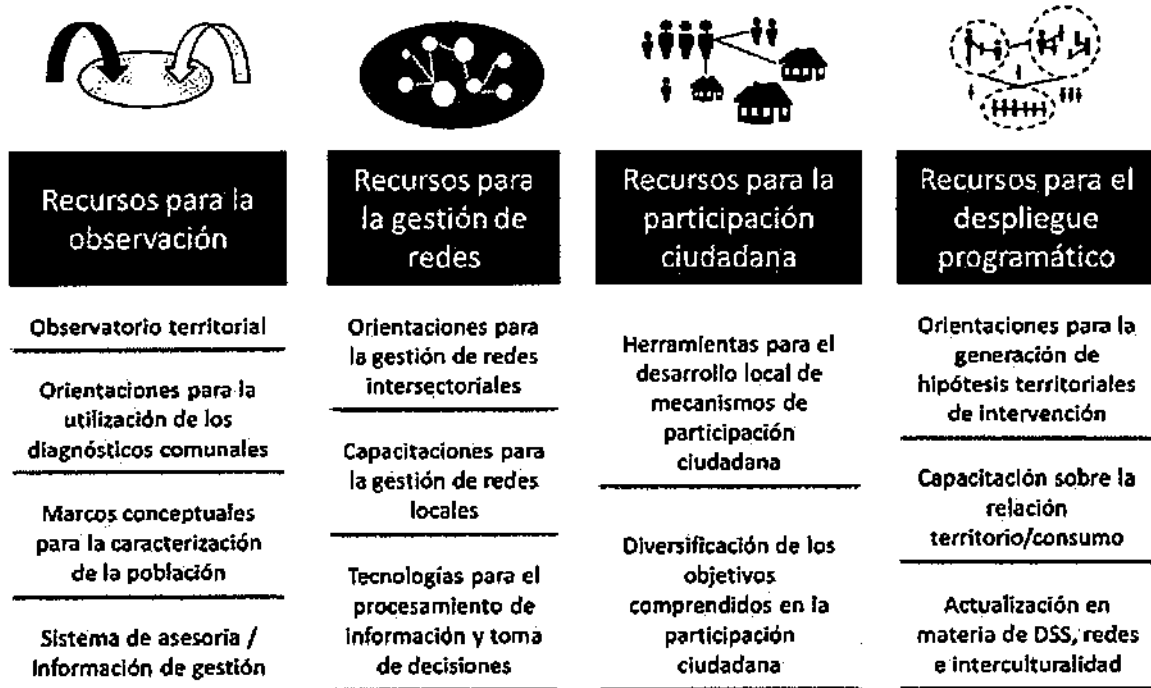 Recursos para la
observación
Observatorio territorial
Orientaciones para la
utilización de los
diagnósticos comunales
Marcos conceptuales
para la caracterización
de la población
Sistema de asesoría /
Información de gestión
Recursos para
la gestión de
redes
Orientaciones para
la gestión de redes
intersectoriales
Capacitaciones para
la gestión de redes
locales
Tecnologías para el
procesamiento de
información y toma
de decisiones
Recursos para la
participación
ciudadana
Herramientas para el
desarrollo local de
mecanismos de
participación
ciudadana
Diversificación de los
objetivos
comprendidos en la
participación
ciudadana
Recursos para el
despliegue
programático
Orientaciones para la
generación de
hipótesis territoriales
de intervención
Capacitación sobre la
relación
territorio/consumo
Actualización en
materia de DSS, redes
e interculturalidad